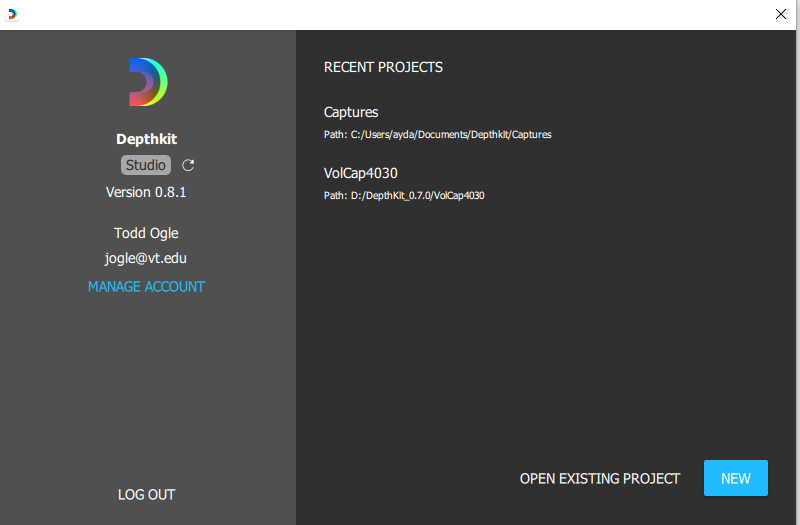 Depthkit
Studio
Version 0.8.1
Todd Ogle
jogle@vt.edu
MANAGE ACCOUNT
LOG OUT
RECENT PROJECTS
Captures
Path: C:/Users/ayda/Documents/Depthkit/Captures
VolCap4030
Path: D:/DepthKit_0.7.0/VolCap4030
OPEN EXISTING PROJECT
NEW